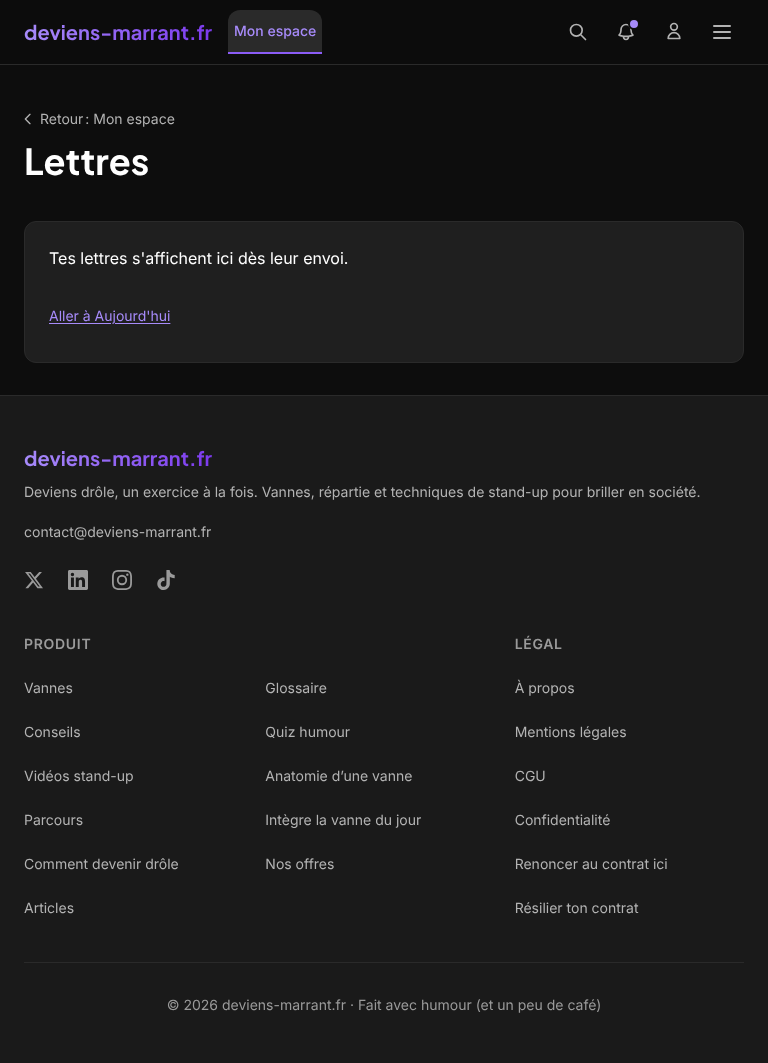 deviens-marrant.fr
Mon espace
Retour : Mon espace
Lettres
Tes lettres s'affichent ici dès leur envoi.
Aller à Aujourd'hui
deviens-marrant.fr
Deviens drôle, un exercice à la fois. Vannes, répartie et techniques de stand-up pour briller en société.
contact@deviens-marrant.fr
PRODUIT
Vannes
Conseils
Vidéos stand-up
Parcours
Comment devenir drôle
Articles
Glossaire
Quiz humour
Anatomie d’une vanne
Intègre la vanne du jour
Nos offres
LÉGAL
À propos
Mentions légales
CGU
Confidentialité
Renoncer au contrat ici
Résilier ton contrat
© 2026 deviens-marrant.fr · Fait avec humour (et un peu de café)